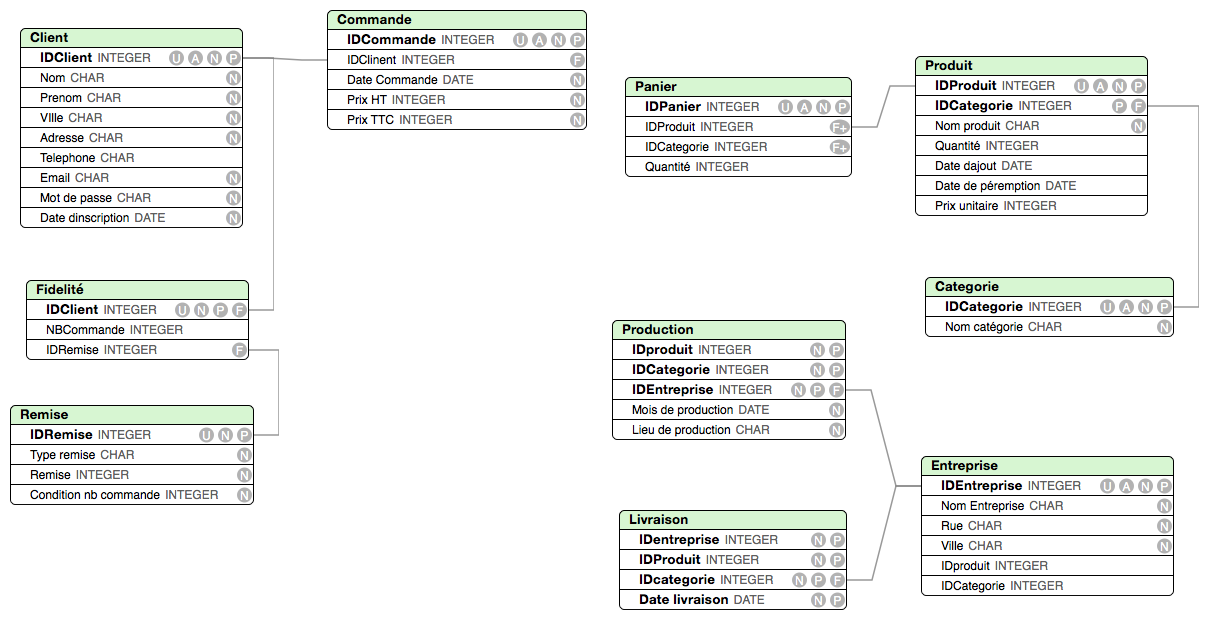 Client
IDClient INTEGER U A N P
Nom CHAR N
Prenom CHAR N
VIlle CHAR N
Adresse CHAR N
Telephone CHAR
Email CHAR N
Mot de passe CHAR N
Date dinscription DATE N
Commande
IDCommande INTEGER U A N P
IDClinent INTEGER F
Date Commande DATE N
Prix HT INTEGER N
Prix TTC INTEGER N
Panier
IDPanier INTEGER U A N P
IDProduit INTEGER F+
IDCategorie INTEGER F+
Quantité INTEGER
Produit
IDProduit INTEGER U A N P
IDCategorie INTEGER P F
Nom produit CHAR N
Quantité INTEGER
Date dajout DATE
Date de péremption DATE
Prix unitaire INTEGER
Fidelité
IDClient INTEGER U N P F
NBCommande INTEGER
IDRemise INTEGER F
Categorie
IDCategorie INTEGER U A N P
Nom catégorie CHAR N
Production
IDproduit INTEGER N P
IDCategorie INTEGER N P
IDEntreprise INTEGER N P F
Mois de production DATE N
Lieu de production CHAR N
Remise
IDRemise INTEGER U N P
Type remise CHAR N
Remise INTEGER N
Condition nb commande INTEGER N
Entreprise
IDEntreprise INTEGER U A N P
Nom Entreprise CHAR N
Rue CHAR N
Ville CHAR N
IDproduit INTEGER
IDCategorie INTEGER
Livraison
IDentreprise INTEGER N P
IDProduit INTEGER N P
IDcategorie INTEGER N P F
Date livraison DATE N P